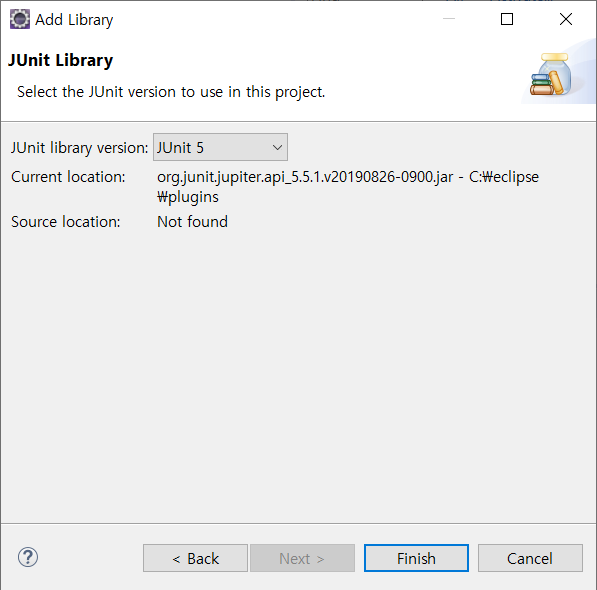 Add Library
JUnit Library
Select the JUnit version to use in this project.
JUnit library version: JUnit 5
Current location: org.junit.jupiter.api_5.5.1.v20190826-0900.jar - C:₩eclipse
₩plugins
Source location: Not found
?
< Back Next > Finish Cancel